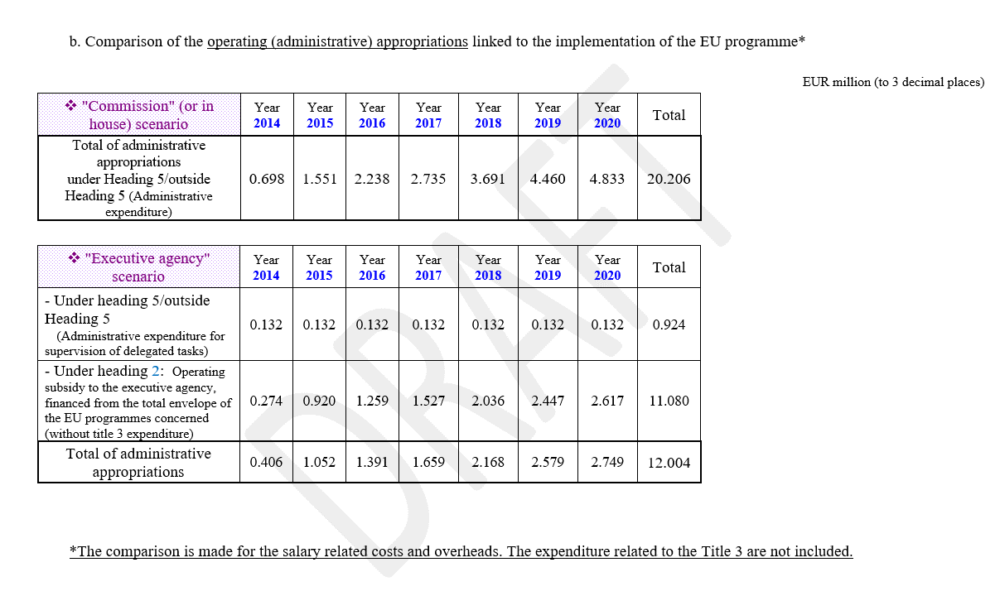 b. Comparison of the operating (administrative) appropriations linked to the implementation of the EU programme*
EUR million (to 3 decimal places)
❖ "Commission" (or in house) scenario Year 2014 Year 2015 Year 2016 Year 2017 Year 2018 Year 2019 Year 2020 Total
Total of administrative
appropriations
under Heading 5/outside
Heading 5 (Administrative
expenditure)
0.698 1.551 2.238 2.735 3.691 4.460 4.833 20.206
❖ "Executive agency" scenario Year 2014 Year 2015 Year 2016 Year 2017 Year 2018 Year 2019 Year 2020 Total
- Under heading 5/outside
Heading 5
(Administrative expenditure for
supervision of delegated tasks)
0.132 0.132 0.132 0.132 0.132 0.132 0.132 0.924
- Under heading 2: Operating
subsidy to the executive agency,
financed from the total envelope of
the EU programmes concerned
(without title 3 expenditure)
0.274 0.920 1.259 1.527 2.036 2.447 2.617 11.080
Total of administrative
appropriations
0.406 1.052 1.391 1.659 2.168 2.579 2.749 12.004
*The comparison is made for the salary related costs and overheads. The expenditure related to the Title 3 are not included.
DRAFT